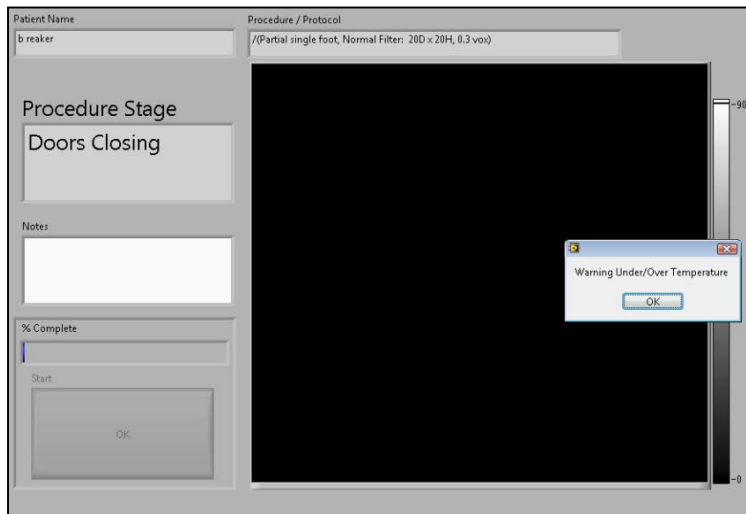 Patient Name
b reaker
Procedure / Protocol
/(Partial single foot, Normal Filter:  20D x 20H, 0.3 vox)
Procedure Stage
Doors Closing
Notes
% Complete
Start
OK
Warning Under/Over Temperature
OK
90
0